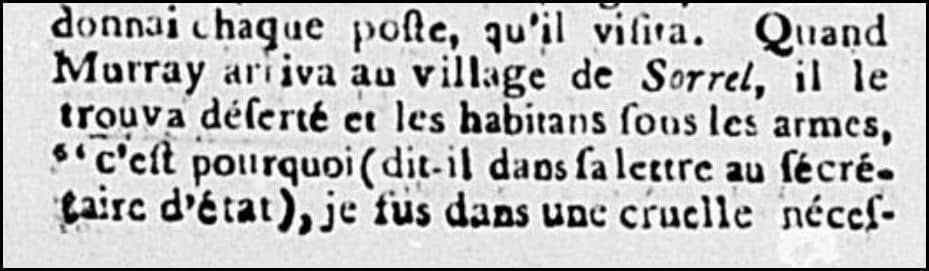 donnai chaque poſte, qu'il viſita. Quand
Murray arriva au village de Sorrel, il le
trouva déſerté et les habitans ſous les armes,
“c'eſt pourquoi (dit-il dans ſa lettre au ſécré-
taire d'état), je fus dans une cruelle néceſ-